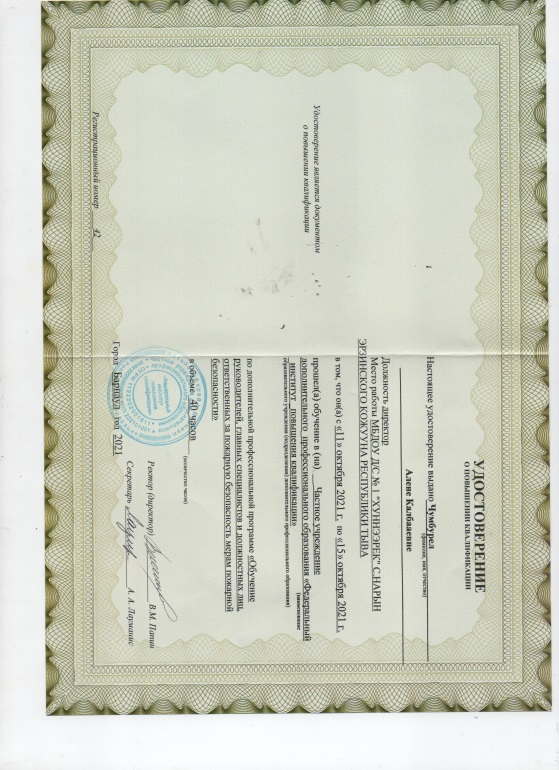 Удостоверение является документом
о повышении квалификации
Регистрационный номер 42
УДОСТОВЕРЕНИЕ
О ПОВЫШЕНИИ КВАЛИФИКАЦИИ
Настоящее удостоверение выдано Чумбурел
(фамилия, имя, отчество)
Алене Калбааевне
Должность директор
Место работы МБДОУ Д/С № 1 "ХУННЭЭРЕК" С.НАРЫН
ЭРЗИНСКОГО КОЖУУНА РЕСПУБЛИКИ ТЫВА
в том, что он(а) с «11» октября 2021 г. по «15» октября 2021 г.
прошел(а) обучение в (на) Частное учреждение
(наименование
дополнительного профессионального образования «Федеральный
институт повышения квалификации»
образовательного учреждения (подразделения) дополнительного профессионального образования)
по дополнительной профессиональной программе «Обучение
руководителей, главных специалистов и должностных лиц,
ответственных за пожарную безопасность мерам пожарной
безопасности»
в объеме 40 часов
(количество часов)
Ректор (директор) В.М. Папин
Секретарь А.А. Лауманис
Город Барнаул год 2021